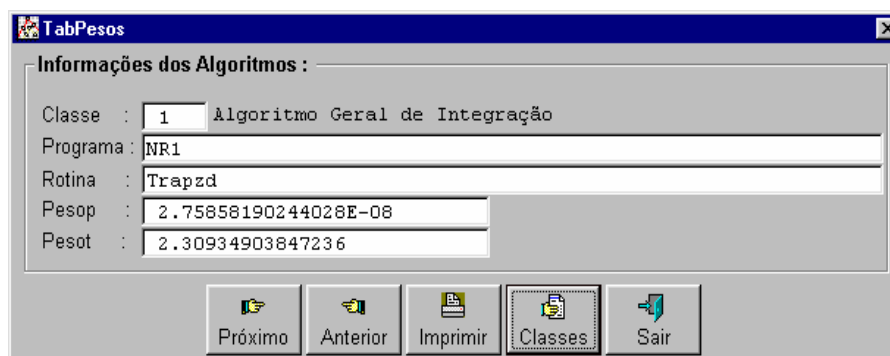 TabPesos
Informações dos Algoritmos :
Classe : 1 Algoritmo Geral de Integração
Programa : NR1
Rotina : Trapzd
Pesop : 2.75858190244028E-08
Pesot : 2.30934903847236
Próximo Anterior Imprimir Classes Sair